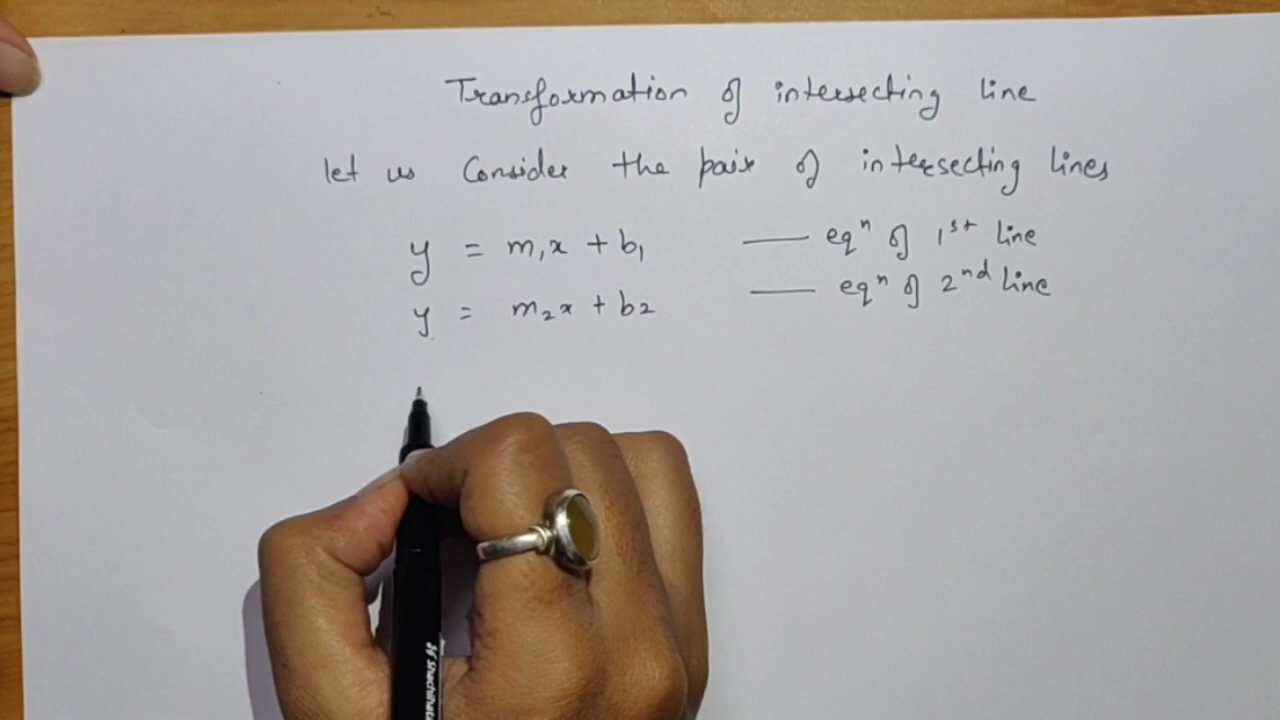 Transformation of intersecting line
let us Consider the pair of intersecting lines
y = m₁x + b₁ — eqⁿ of 1ˢᵗ line
y = m₂x + b₂ — eqⁿ of 2ⁿᵈ line